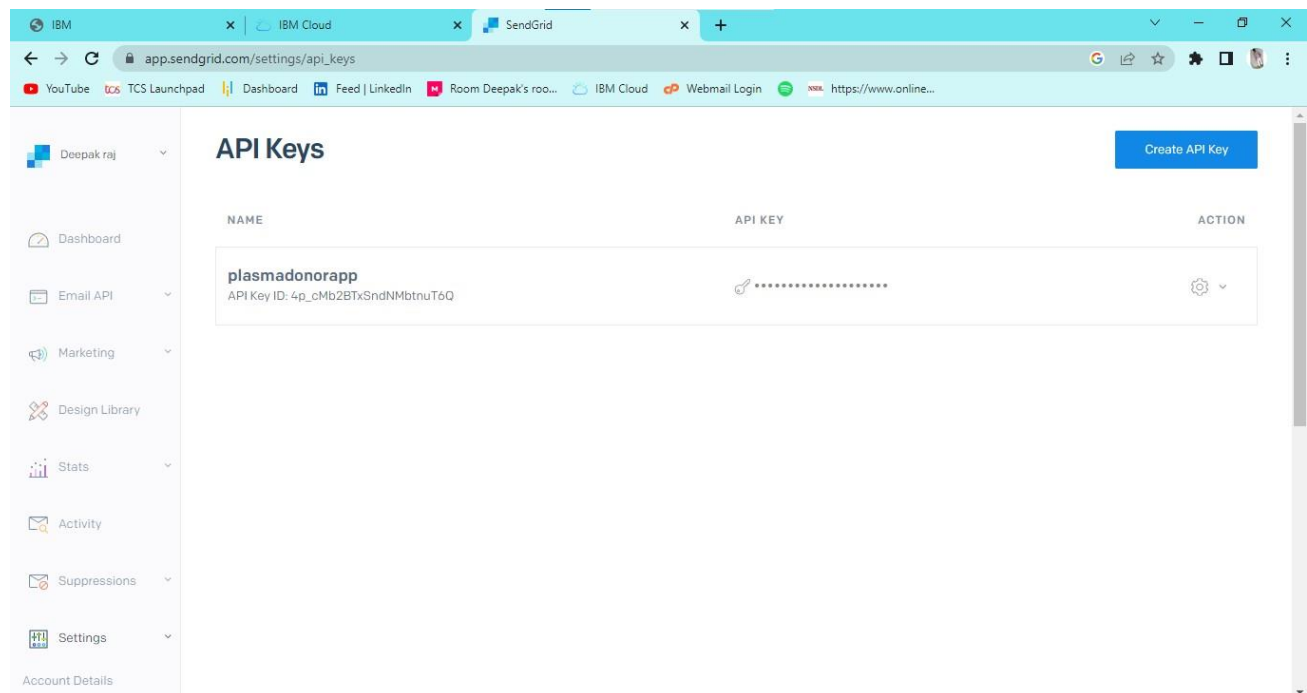 IBM
IBM Cloud
SendGrid
app.sendgrid.com/settings/api_keys
YouTube TCS Launchpad Dashboard Feed | LinkedIn Room Deepak's roo... IBM Cloud Webmail Login https://www.online...
Deepak raj
API Keys
Create API Key
NAME API KEY ACTION
Dashboard
plasmadonorapp
API Key ID: 4p_cMb2BTxSndNMbtnuT6Q
••••••••••••••••••••
Email API
Marketing
Design Library
Stats
Activity
Suppressions
Settings
Account Details